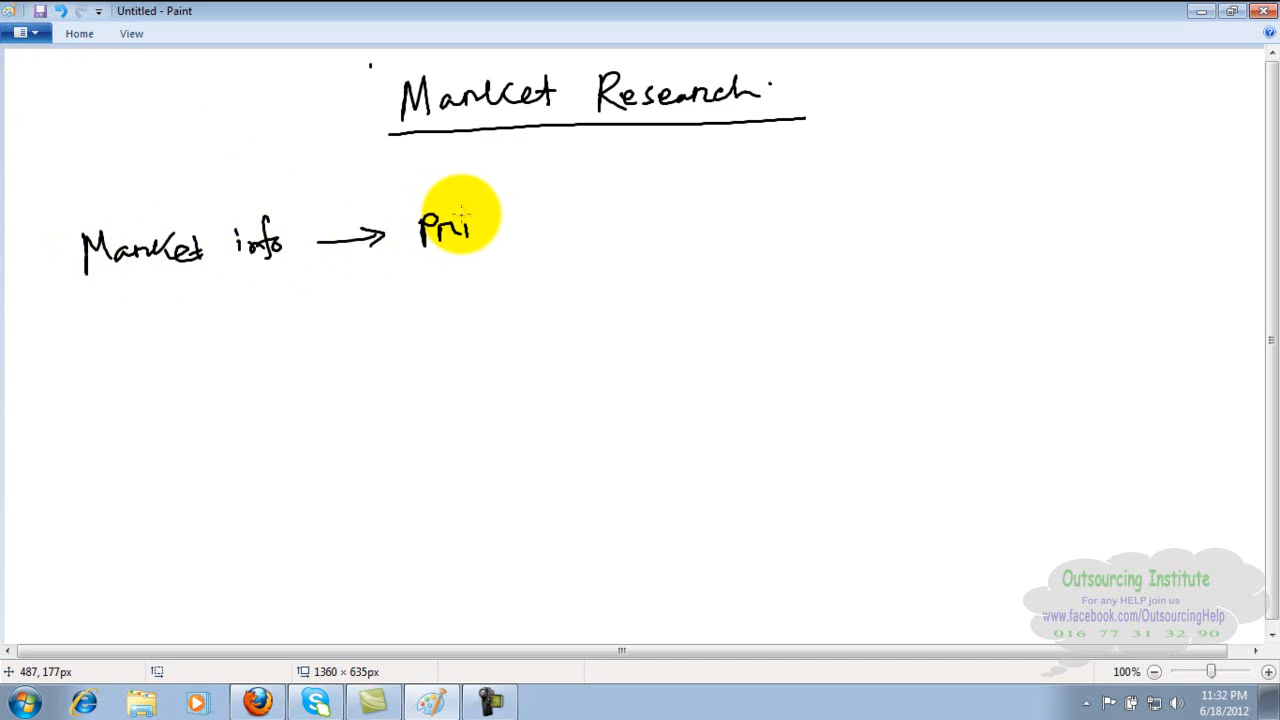 Untitled - Paint
Home View
Market Research
Market info → Pri
Outsourcing Institute
For any HELP join us
www.facebook.com/OutsourcingHelp
016 77 31 32 90
487, 177px
1360 × 635px
100%
11:32 PM
6/18/2012